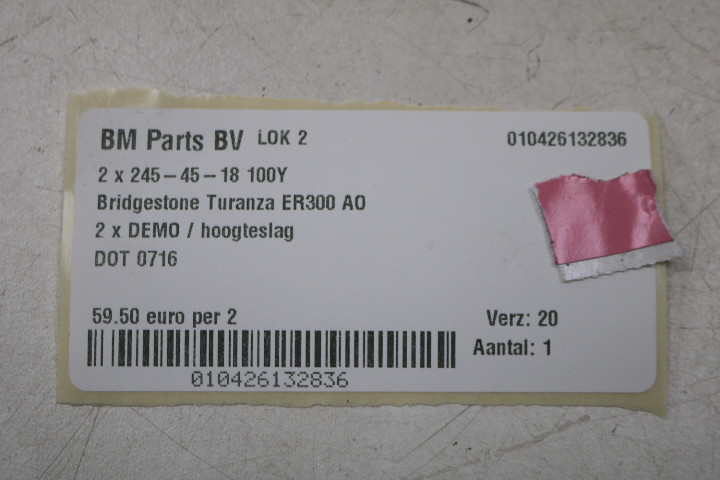 BM Parts BV LOK 2 010426132836
2 x 245-45-18 100Y
Bridgestone Turanza ER300 AO
2 x DEMO / hoogteslag
DOT 0716
59.50 euro per 2 Verz: 20
Aantal: 1
010426132836